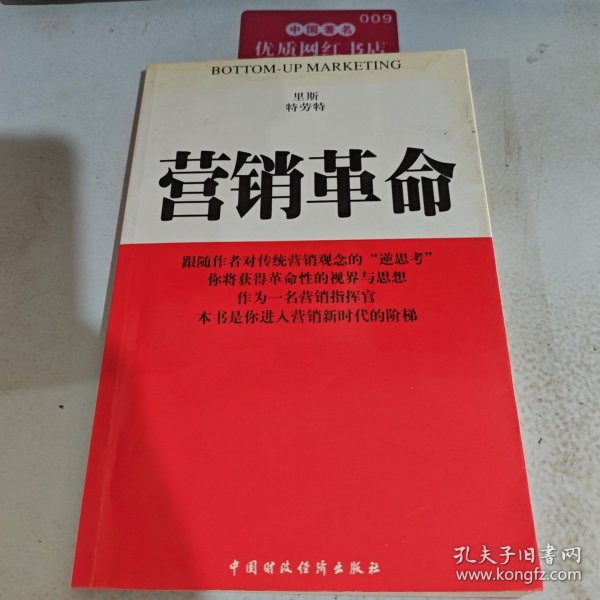 009
中国著名
优质网红书店
BOTTOM-UP MARKETING
里斯
特劳特
营销革命
跟随作者对传统营销观念的“逆思考”
你将获得革命性的视界与思想
作为一名营销指挥官
本书是你进入营销新时代的阶梯
中国财政经济出版社
孔夫子旧书网
www.kongfz.com